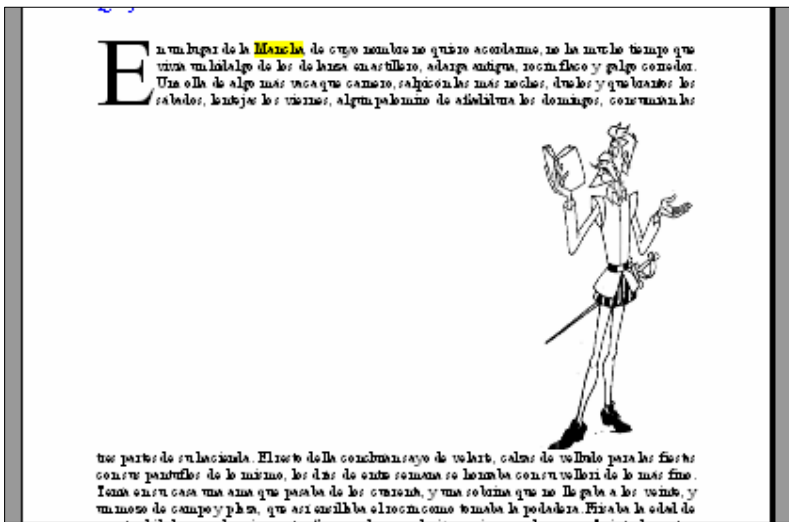 En un lugar de la Mancha, de cuyo nombre no quiero acordarme, no ha mucho tiempo que
vivía un hidalgo de los de lanza en astillero, adarga antigua, rocín flaco y galgo corredor.
Una olla de algo más vaca que carnero, salpicón las más noches, duelos y quebrantos los
sábados, lentejas los viernes, algún palomino de añadidura los domingos, consumían las
tres partes de su hacienda. El resto della concluían sayo de velarte, calzas de velludo para las fiestas
con sus pantuflos de lo mismo, los días de entre semana se honraba con su vellori de lo más fino.
Tenía en su casa una ama que pasaba de los cuarenta, y una sobrina que no llegaba a los veinte, y
un mozo de campo y plaza, que así ensillaba el rocín como tomaba la podadera. Frisaba la edad de